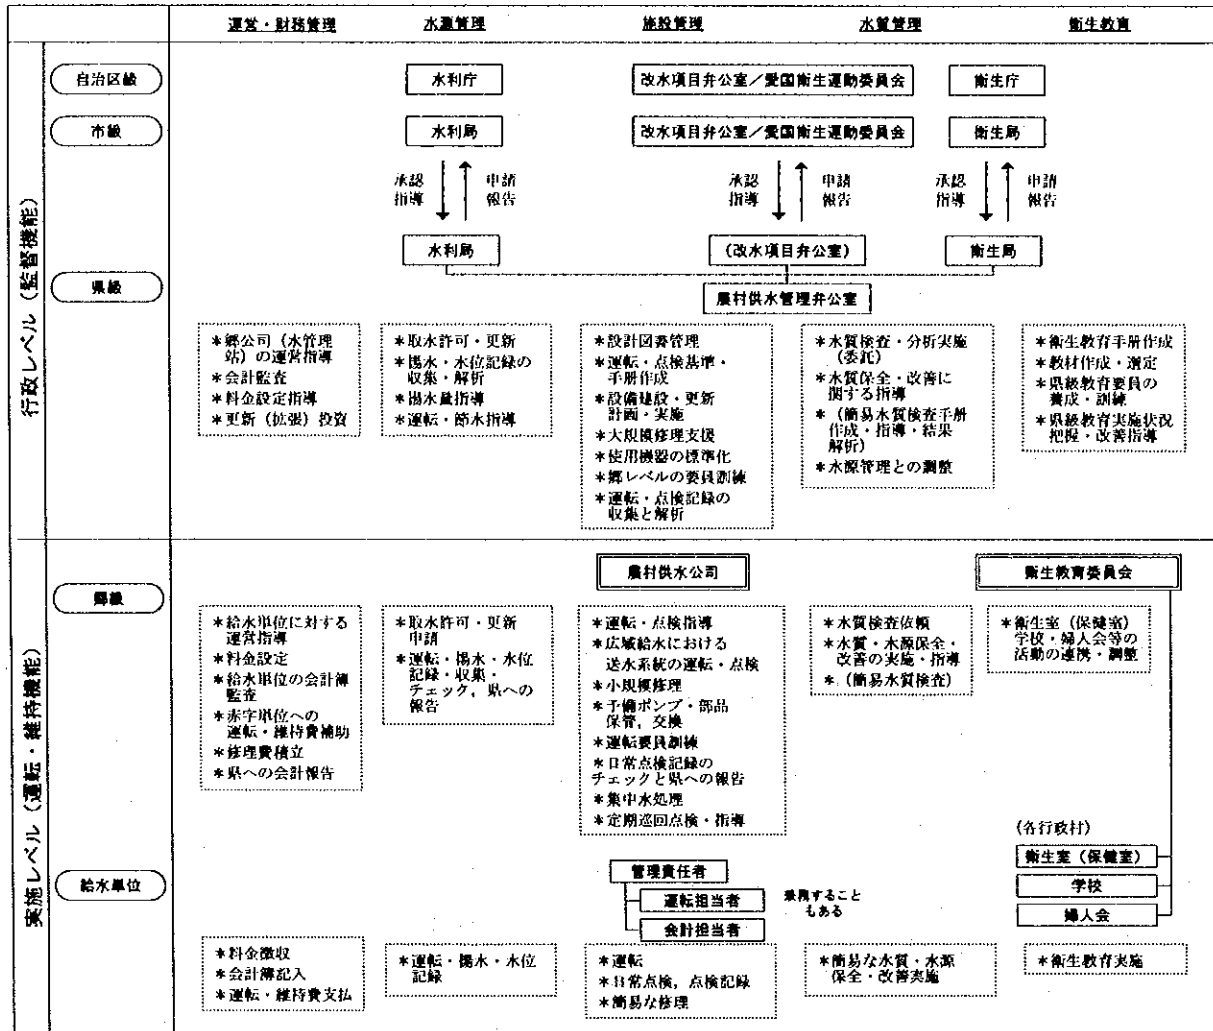 運営・財務管理
水源管理
施設管理
水質管理
衛生教育
行政レベル（監督機能）
自治区級
水利庁
改水項目弁公室／愛国衛生運動委員会
衛生庁
市級
水利局
改水項目弁公室／愛国衛生運動委員会
衛生局
承認
指導
申請
報告
承認
指導
申請
報告
承認
指導
申請
報告
県級
水利局
（改水項目弁公室）
衛生局
農村供水管理弁公室
＊郷公司（水管理
站）の運営指導
＊会計監査
＊料金設定指導
＊更新（拡張）投資
＊取水許可・更新
＊揚水・水位記録の
収集・解析
＊揚水量指導
＊運転・節水指導
＊設計図書管理
＊運転・点検基準・
手册作成
＊設備建設・更新
計画・実施
＊大規模修理支援
＊使用機器の標準化
＊郷レベルの要員訓練
＊運転・点検記録の
収集と解析
＊水質検査・分析実施
（委託）
＊水質保全・改善に
関する指導
＊（簡易水質検査手册
作成・指導・結果
解析）
＊水源管理との調整
＊衛生教育手册作成
＊教材作成・選定
＊県級教育要員の
養成・訓練
＊県級教育実施状況
把握・改善指導
実施レベル（運転・維持機能）
郷級
農村供水公司
衛生教育委員会
＊給水単位に対する
運営指導
＊料金設定
＊給水単位の会計簿
監査
＊赤字単位への
運転・維持費補助
＊修理費積立
＊県への会計報告
＊取水許可・更新
申請
＊運転・揚水・水位
記録・収集・
チェック，県への
報告
＊運転・点検指導
＊広域給水における
送水系統の運転・点検
＊小規模修理
＊予備ポンプ・部品
保管，交換
＊運転要員訓練
＊日常点検記録の
チェックと県への報告
＊集中水処理
＊定期巡回点検・指導
＊水質検査依頼
＊水質・水源保全・
改善の実施・指導
＊（簡易水質検査）
＊衛生室（保健室）
学校・婦人会等の
活動の連携・調整
給水単位
管理責任者
運転担当者
会計担当者
兼務すること
もある
（各行政村）
衛生室（保健室）
学校
婦人会
＊料金徴収
＊会計簿記入
＊運転・維持費支払
＊運転・揚水・水位
記録
＊運転
＊日常点検，点検記録
＊簡易な修理
＊簡易な水質・水源
保全・改善実施
＊衛生教育実施